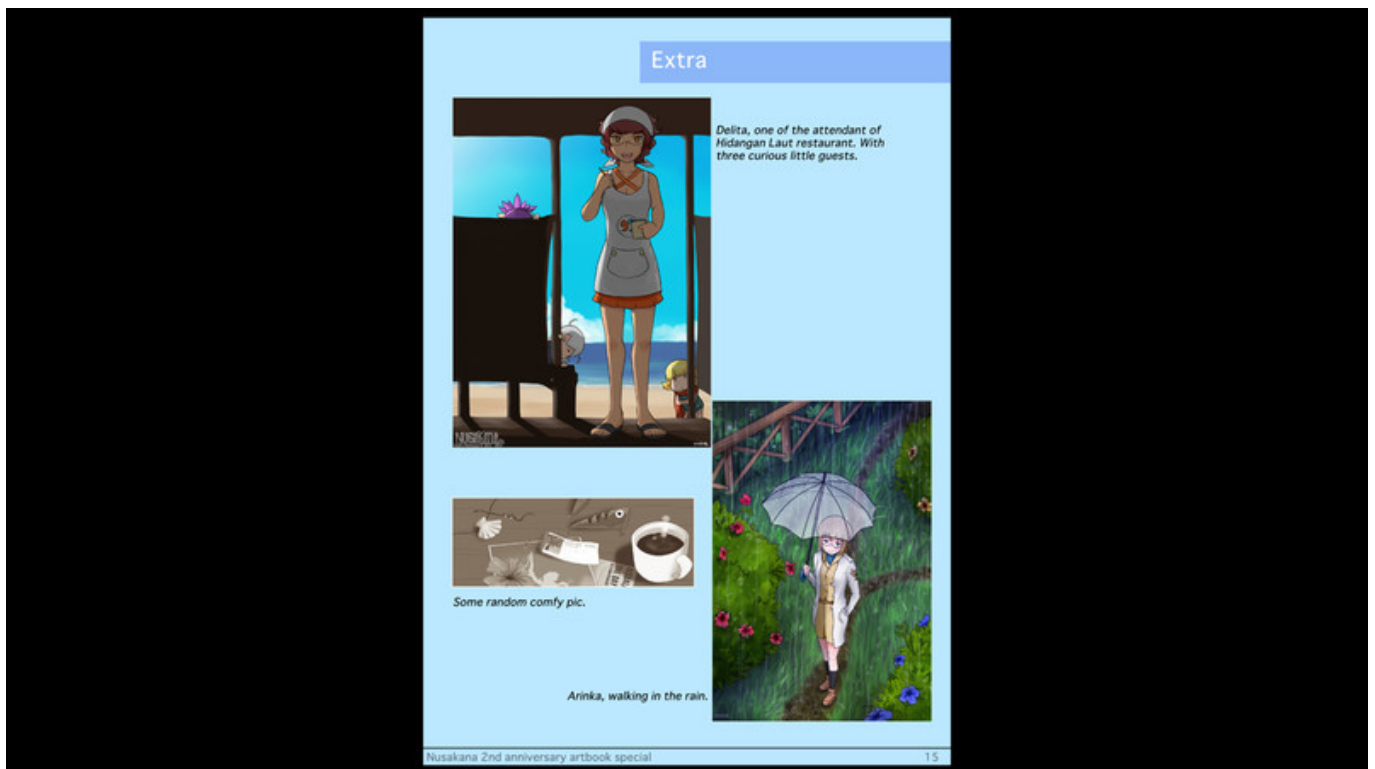 Extra
Delita, one of the attendant of
Hidangan Laut restaurant. With
three curious little guests.
Some random comfy pic.
Arinka, walking in the rain.
Nusakana 2nd anniversary artbook special
15